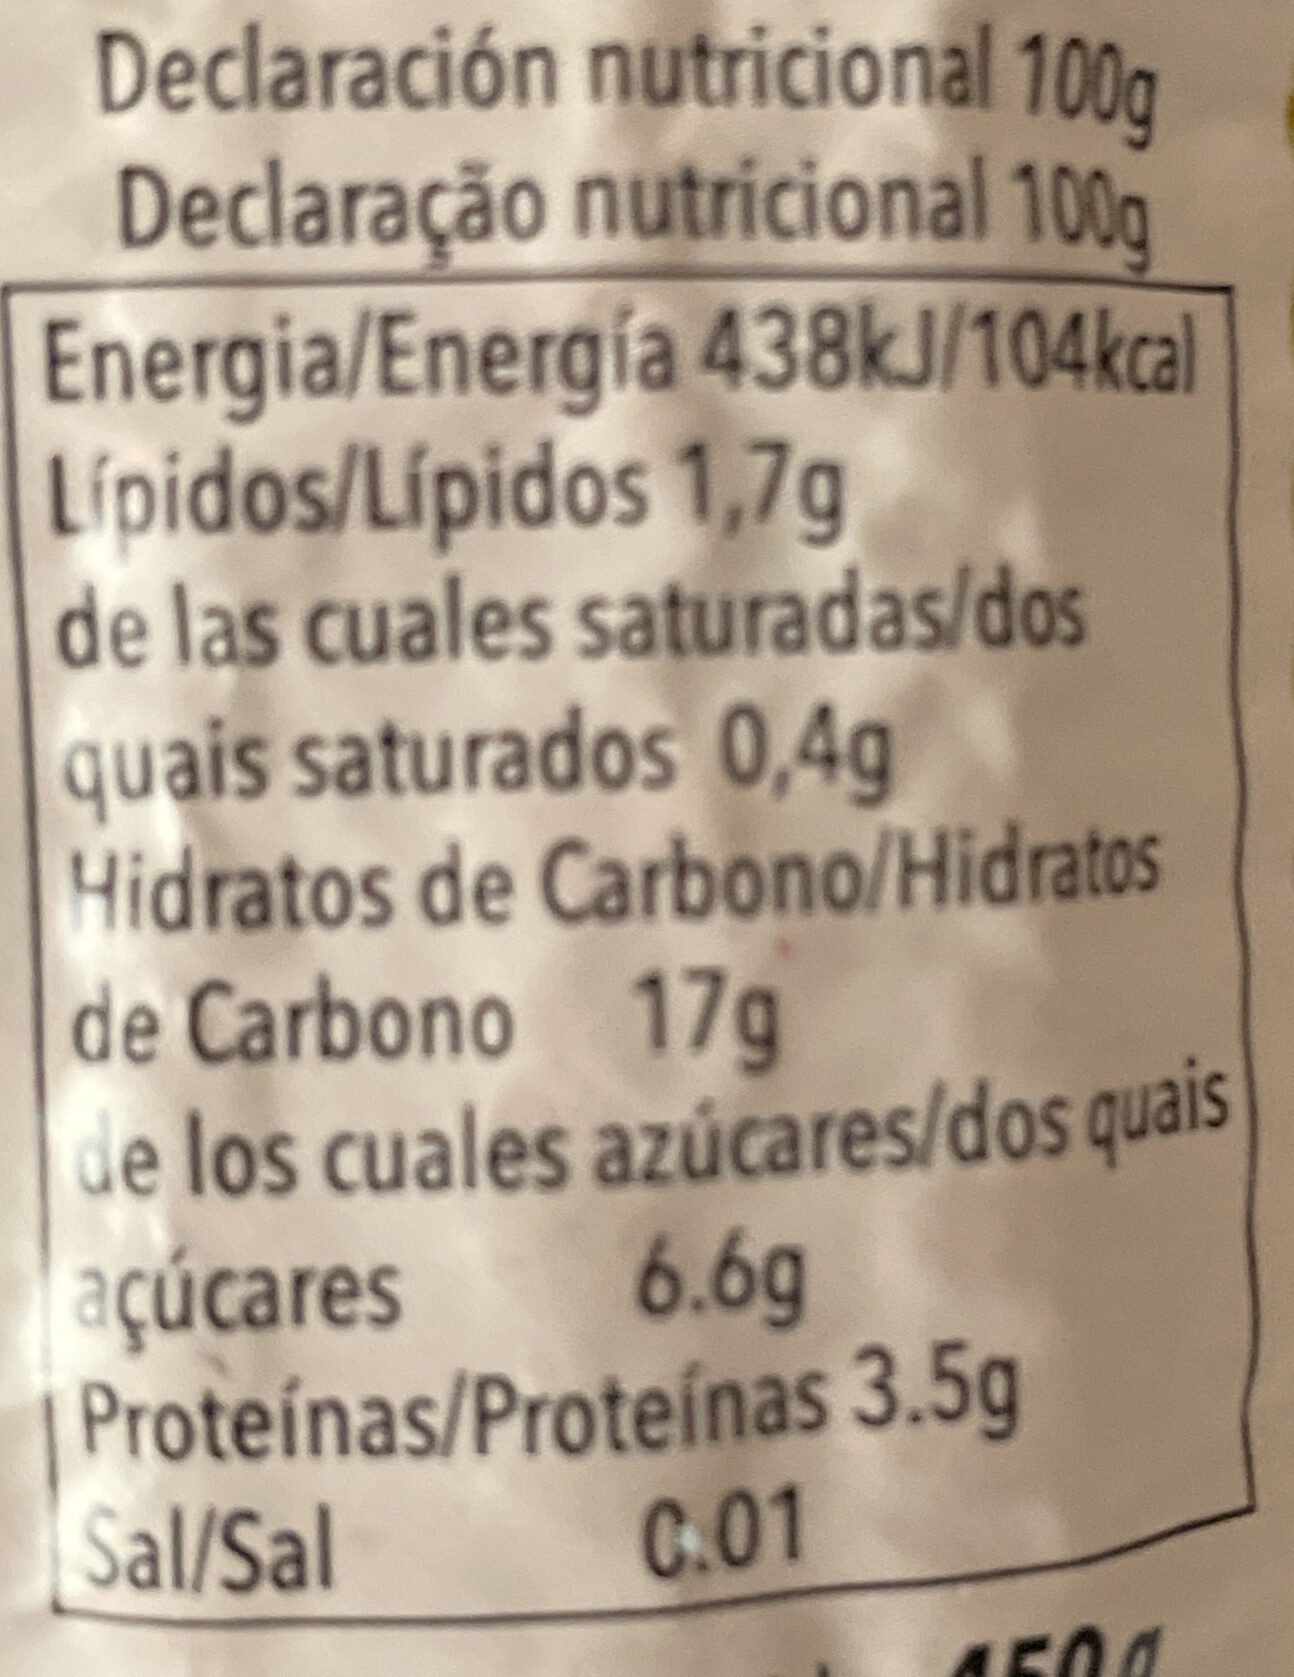 Declaración nutricional 100g
Declaração nutricional 100g
Energia/Energía 438kJ/104kcal
Lípidos/Lípidos 1,7g
de las cuales saturadas/dos
quais saturados 0,4g
Hidratos de Carbono/Hidratos
de Carbono 17g
de los cuales azúcares/dos quais
açúcares 6.6g
Proteínas/Proteínas 3.5g
Sal/Sal 0.01